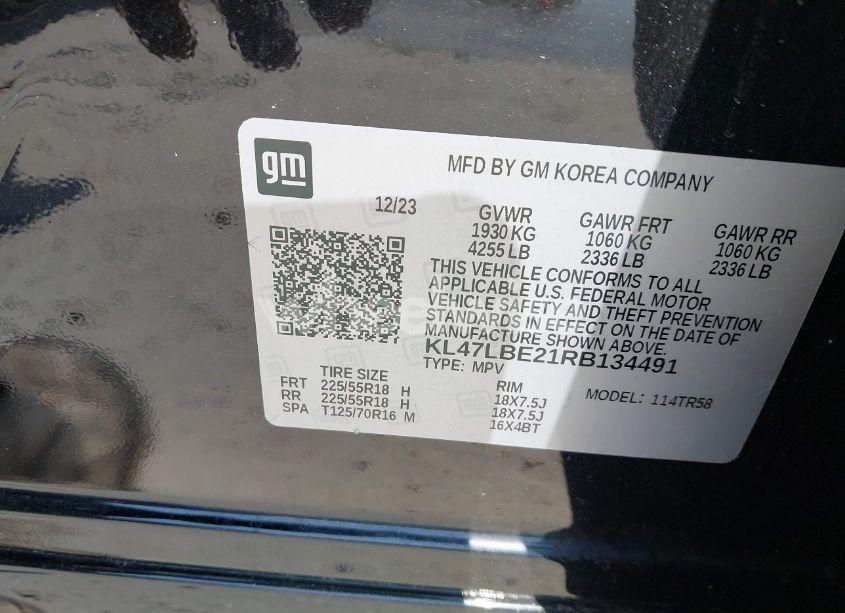 gm
MFD BY GM KOREA COMPANY
12/23
GVWR
1930 KG
4255 LB
GAWR FRT
1060 KG
2336 LB
GAWR RR
1060 KG
2336 LB
THIS VEHICLE CONFORMS TO ALL
APPLICABLE U.S. FEDERAL MOTOR
VEHICLE SAFETY AND THEFT PREVENTION
STANDARDS IN EFFECT ON THE DATE OF
MANUFACTURE SHOWN ABOVE.
KL47LBE21RB134491
TYPE: MPV
TIRE SIZE
RIM
FRT 225/55R18 H 18X7.5J
RR 225/55R18 H 18X7.5J
SPA T125/70R16 M 16X4BT
MODEL: 114TR58